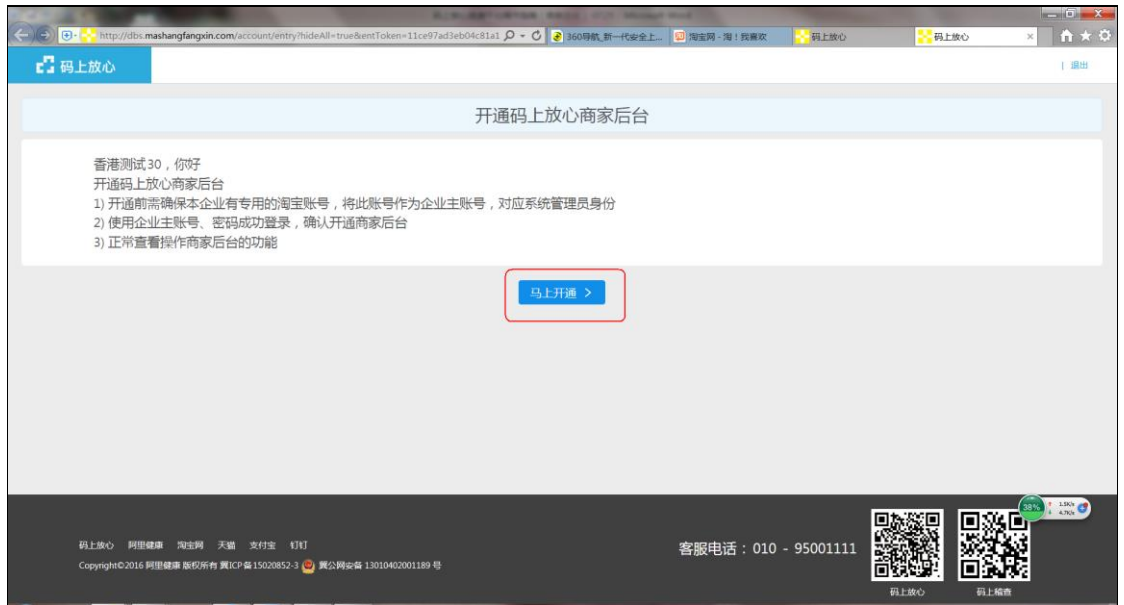 http://dbs.mashangfangxin.com/account/entry?hideAll=true&entToken=11ce97ad3eb04c81a1
360导航_新一代安全上...
淘宝网 - 淘！我喜欢
码上放心
码上放心
码上放心
退出
开通码上放心商家后台
香港测试30，你好
开通码上放心商家后台
1) 开通前需确保本企业有专用的淘宝账号，将此账号作为企业主账号，对应系统管理员身份
2) 使用企业主账号、密码成功登录，确认开通商家后台
3) 正常查看操作商家后台的功能
马上开通 >
38%
1.5K/s
4.7K/s
码上放心 阿里健康 淘宝网 天猫 支付宝 钉钉
客服电话：010 - 95001111
Copyright©2016 阿里健康 版权所有 冀ICP备15020852-3 冀公网安备 13010402001189 号
码上放心
码上稽查